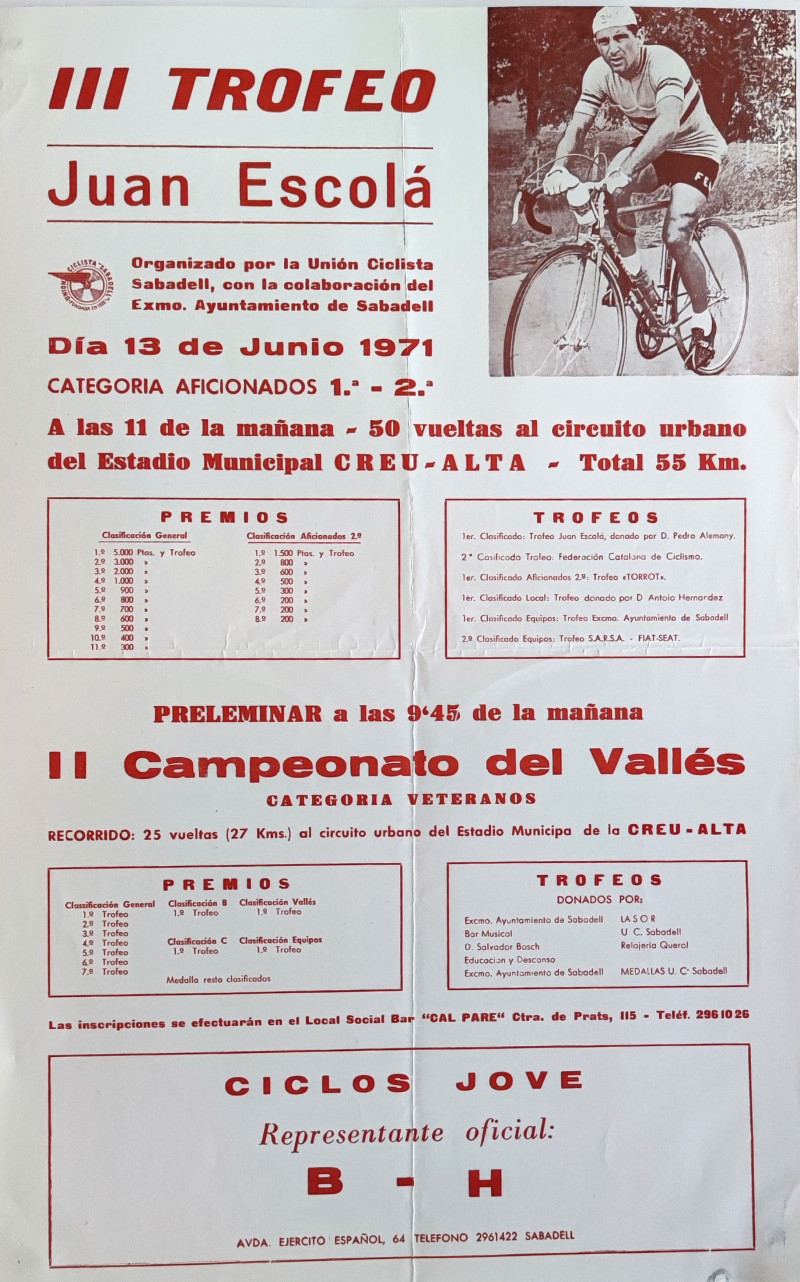 III TROFEO
Juan Escolá
Organizado por la Unión Ciclista
Sabadell, con la colaboración del
Exmo. Ayuntamiento de Sabadell
Día 13 de Junio 1971
CATEGORIA AFICIONADOS 1.ª - 2.ª
A las 11 de la mañana - 50 vueltas al circuito urbano
del Estadio Municipal CREU-ALTA - Total 55 Km.
PREMIOS
Clasificación General
1.º 5.000 Ptas. y Trofeo
2.º 3.000 »
3.º 2.000 »
4.º 1.000 »
5.º 900 »
6.º 800 »
7.º 700 »
8.º 600 »
9.º 500 »
10.º 400 »
11.º 300 »
Clasificación Aficionados 2.º
1.º 1.500 Ptas. y Trofeo
2.º 800 »
3.º 600 »
4.º 500 »
5.º 300 »
6.º 200 »
7.º 200 »
8.º 200 »
TROFEOS
1er. Clasificado: Trofeo Juan Escolá, donado por D. Pedro Alemany.
2º Casificado Trofeo: Federación Catalana de Ciclismo.
1er. Clasificado Aficionados 2.º: Trofeo «TORROT».
1er. Clasificado Local: Trofeo donado por D Antoio Hernandez
1er. Clasificado Equipos: Trofeo Excmo. Ayuntamiento de Sabadell
2.º Clasificado Equipos: Trofeo S.A.R.S.A. - FIAT-SEAT.
PRELEMINAR a las 9'45 de la mañana
II Campeonato del Vallés
CATEGORIA VETERANOS
RECORRIDO: 25 vueltas (27 Kms.) al circuito urbano del Estadio Municipa de la CREU-ALTA
PREMIOS
Clasificación General
1.º Trofeo
2.º Trofeo
3.º Trofeo
4.º Trofeo
5.º Trofeo
6.º Trofeo
7.º Trofeo
Clasificación B
1.º Trofeo
Clasificación Vallés
1.º Trofeo
Clasificación C
1.º Trofeo
Clasificación Equipos
1.º Trofeo
Medalla resto clasificados
TROFEOS
DONADOS POR:
Excmo. Ayuntamiento de Sabadell LASOR
Bar Musical U C. Sabadell
D. Salvador Bosch Relojeria Querol
Educacion y Descanso
Excmo. Ayuntamiento de Sabadell MEDALLAS U. C. Sabadell
Las inscripciones se efectuarán en el Local Social Bar "CAL PARE" Ctra. de Prats, 115 - Teléf. 2961026
CICLOS JOVE
Representante oficial:
B - H
AVDA. EJERCITO ESPAÑOL, 64 TELEFONO 2961422 SABADELL